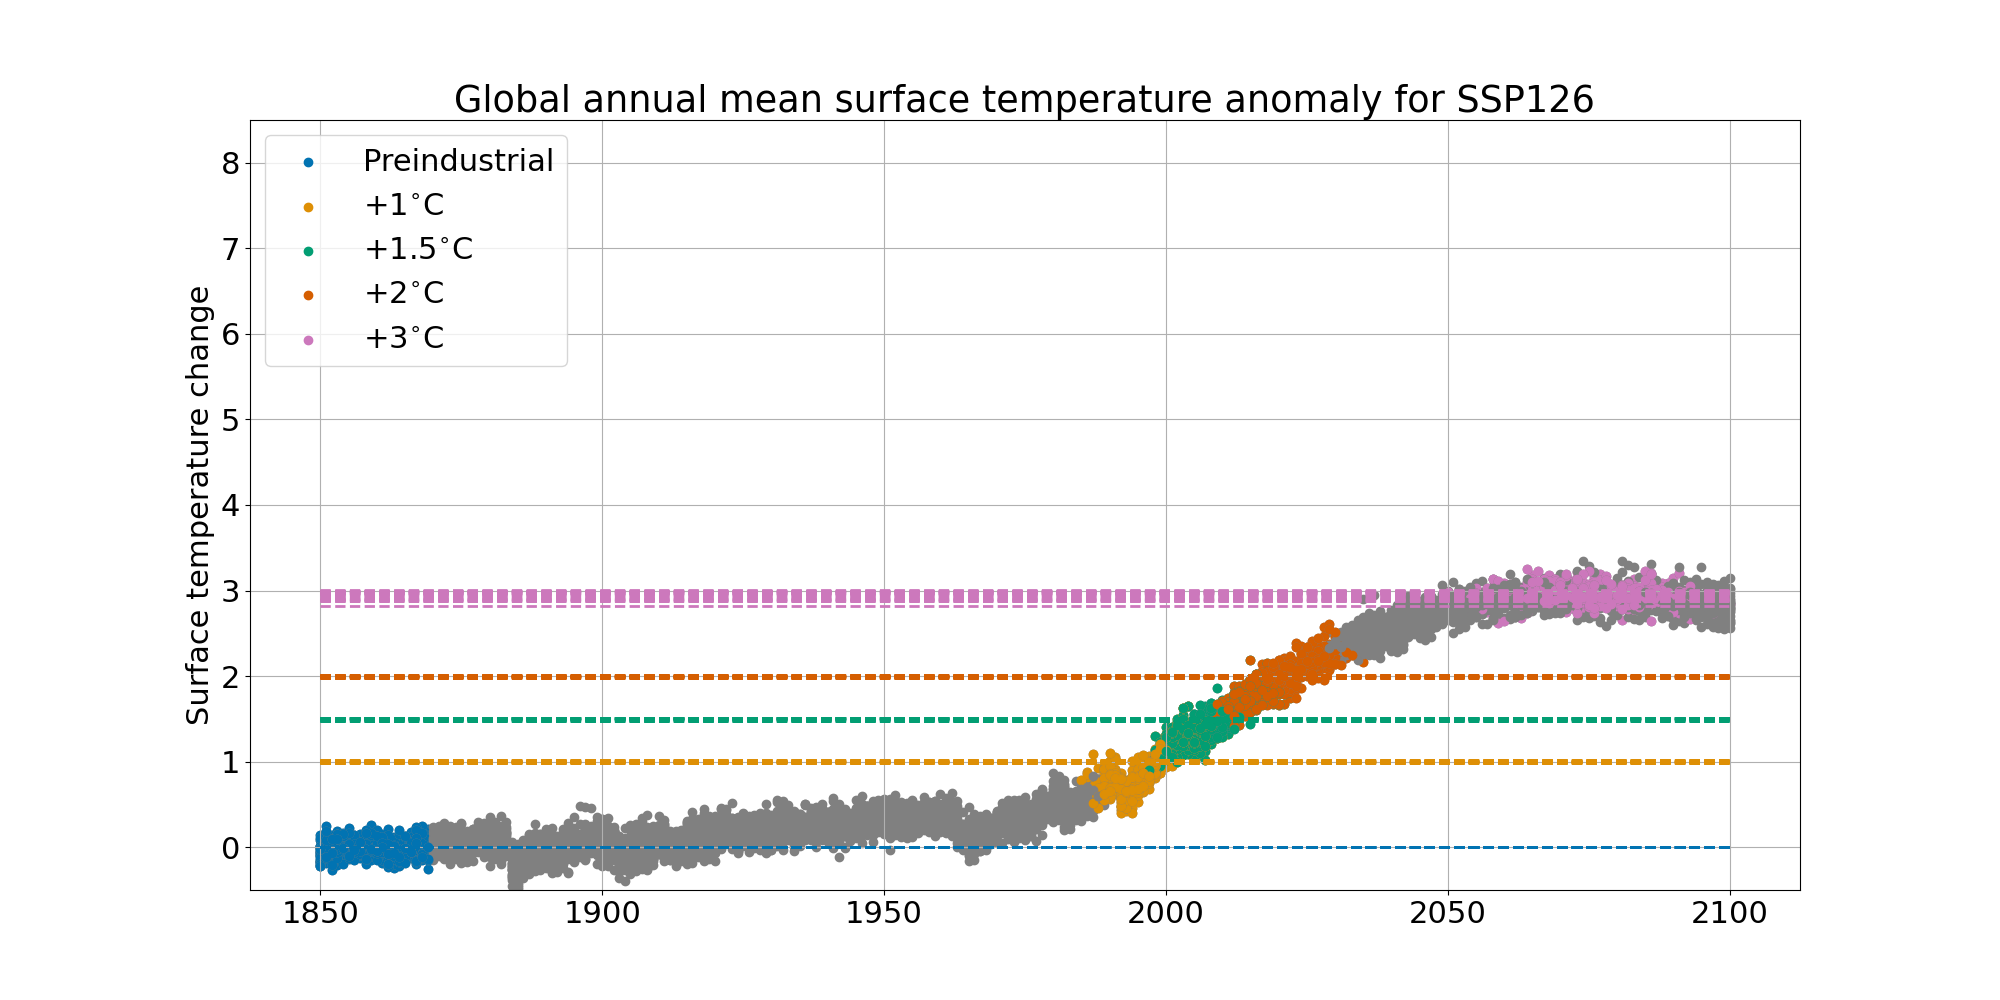 Global annual mean surface temperature anomaly for SSP126
Preindustrial
+1°C
+1.5°C
+2°C
+3°C
Surface temperature change
8
7
6
5
4
3
2
1
0
1850 1900 1950 2000 2050 2100